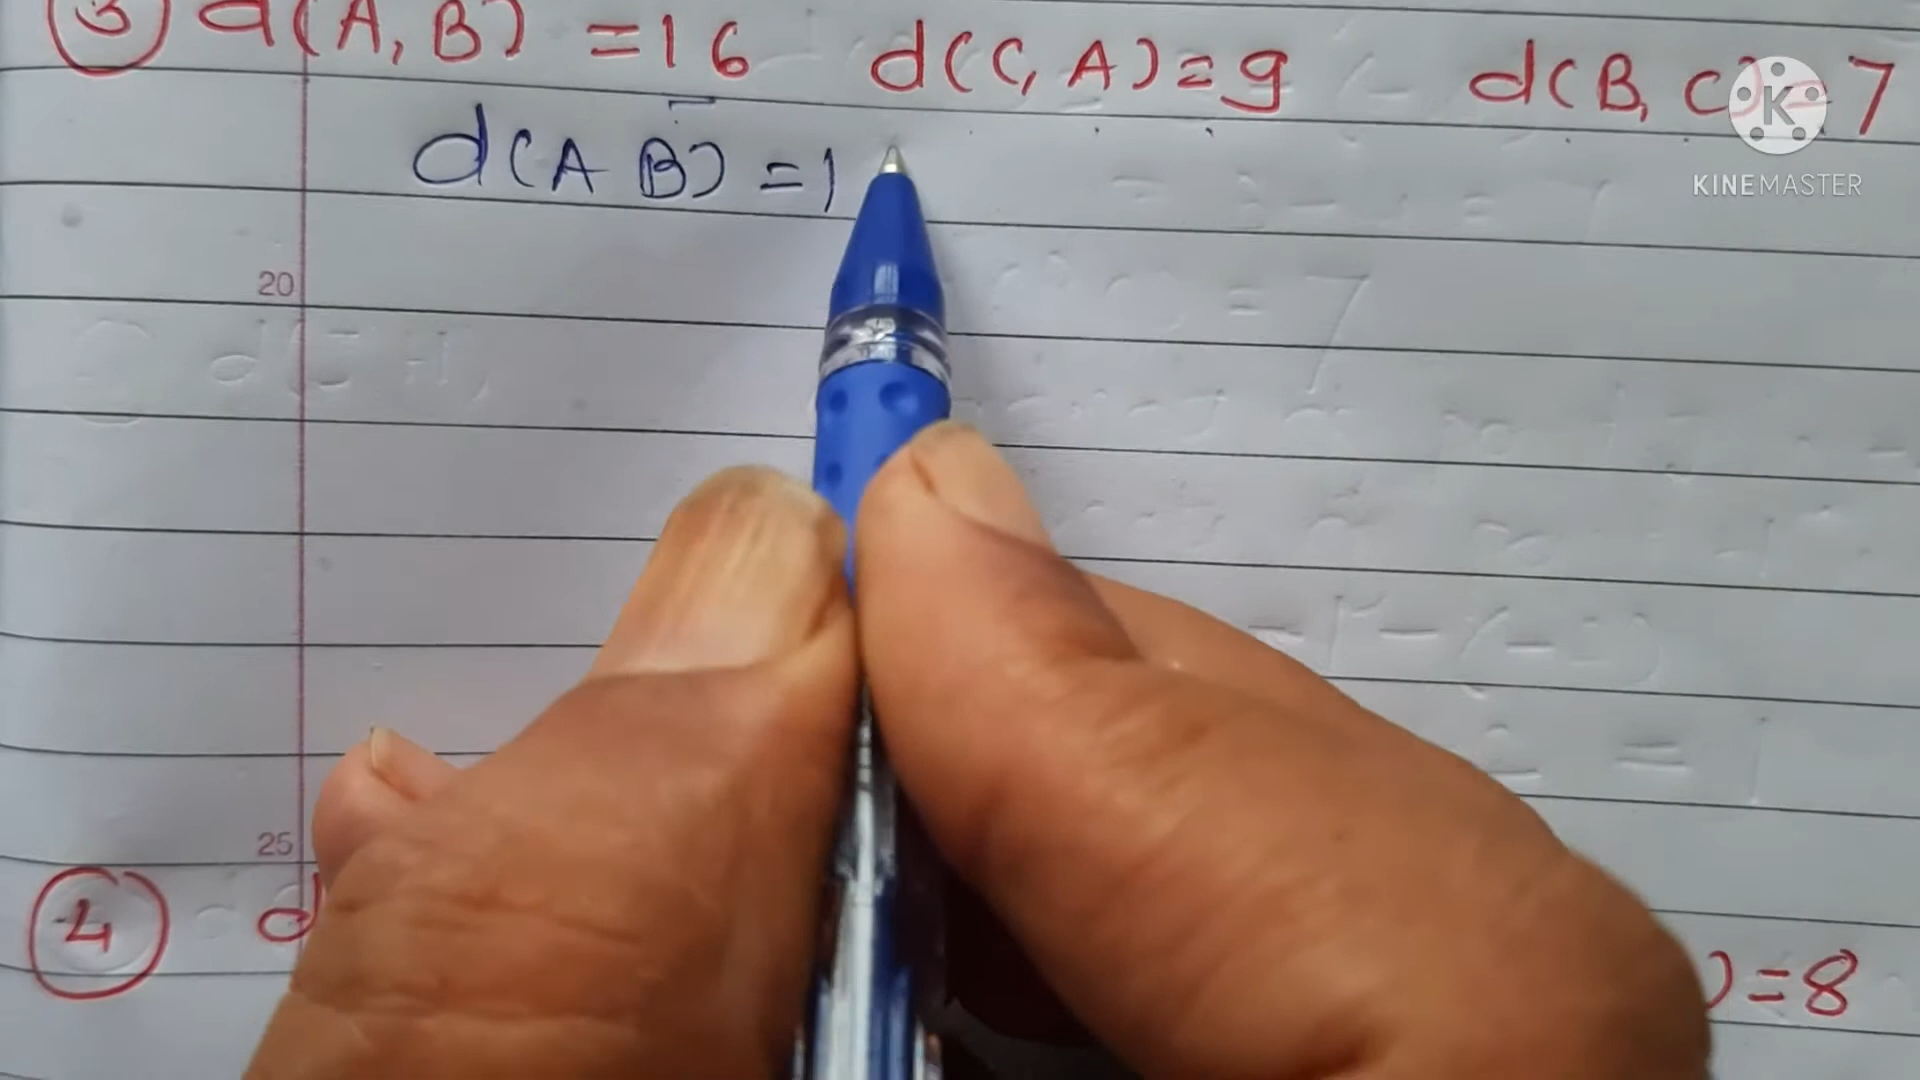 3 d(A, B) = 16 d(C, A) = 9 d(B, C) = 7
d(A B) = 1
KINEMASTER
20
25
4 d ) = 8